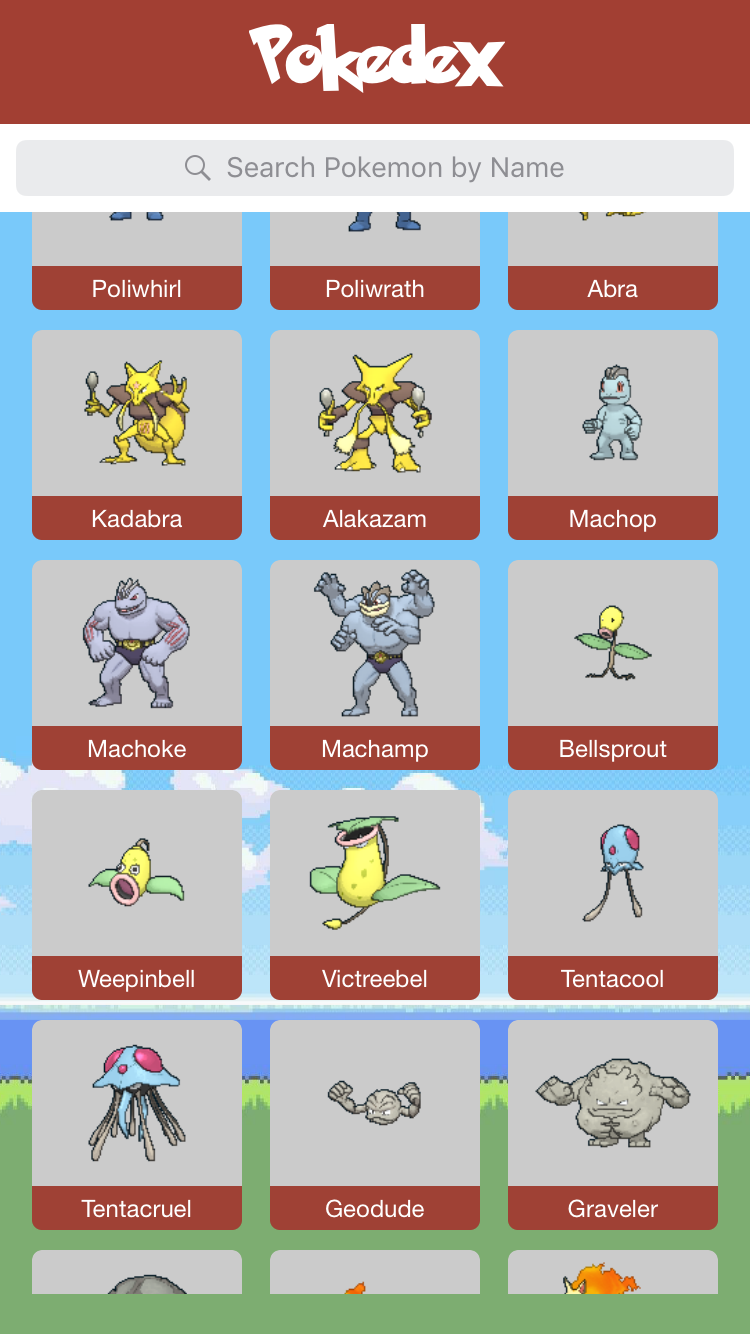 Pokedex
Search Pokemon by Name
Poliwhirl
Poliwrath
Abra
Kadabra
Alakazam
Machop
Machoke
Machamp
Bellsprout
Weepinbell
Victreebel
Tentacool
Tentacruel
Geodude
Graveler